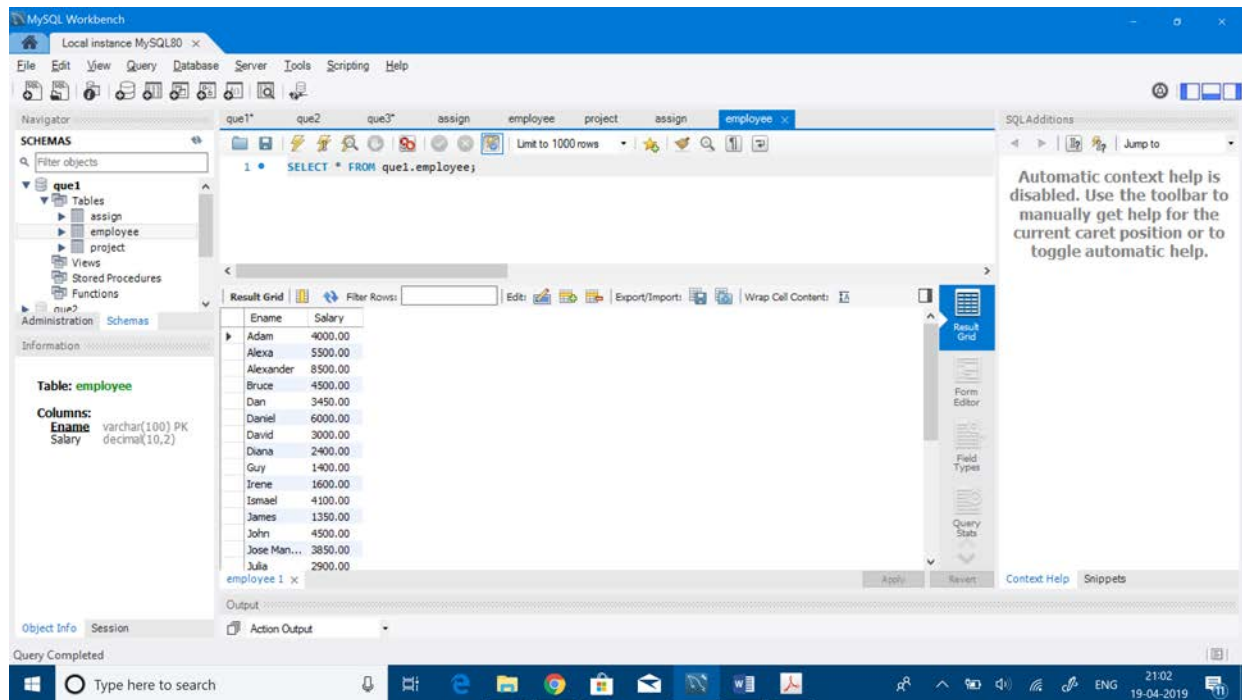 MySQL Workbench
Local instance MySQL80 ×
File Edit View Query Database Server Tools Scripting Help
Navigator
SCHEMAS
Filter objects
que1
Tables
assign
employee
project
Views
Stored Procedures
Functions
que2
Administration Schemas
Information
Table: employee
Columns:
Ename varchar(100) PK
Salary decimal(10,2)
Object Info Session
que1* que2 que3* assign employee project assign employee ×
Limit to 1000 rows
1 SELECT * FROM que1.employee;
Result Grid Filter Rows: Edit: Export/Import: Wrap Cell Content:
Ename Salary
Adam 4000.00
Alexa 5500.00
Alexander 8500.00
Bruce 4500.00
Dan 3450.00
Daniel 6000.00
David 3000.00
Diana 2400.00
Guy 1400.00
Irene 1600.00
Ismael 4100.00
James 1350.00
John 4500.00
Jose Man... 3850.00
Julia 2900.00
employee 1 ×
Apply Revert
Result
Grid
Form
Editor
Field
Types
Query
Stats
Output
Action Output
SQLAdditions
Jump to
Automatic context help is
disabled. Use the toolbar to
manually get help for the
current caret position or to
toggle automatic help.
Context Help Snippets
Query Completed
Type here to search
ENG
21:02
19-04-2019